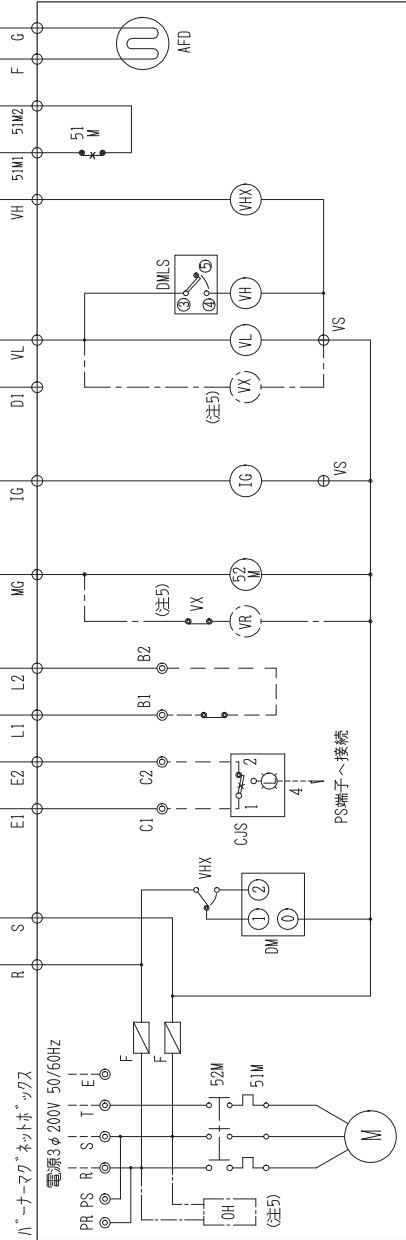 バーナーマグネットボックス
R
S
E1
E2
L1
L2
MG
IG
D1
VL
VH
51M1
51M2
F
G
電源3φ200V 50/60Hz
PR
PS
R
S
T
E
F
F
C1
C2
B1
B2
(注5)
VX
DMLS
③
④
⑤
51
M
AFD
VHX
52M
51M
OH
(注5)
DM
①
②
⓪
CJS
1
2
4
PS端子へ接続
VR
52
M
IG
VS
(注5)
VX
VL
VH
VHX
VS
M